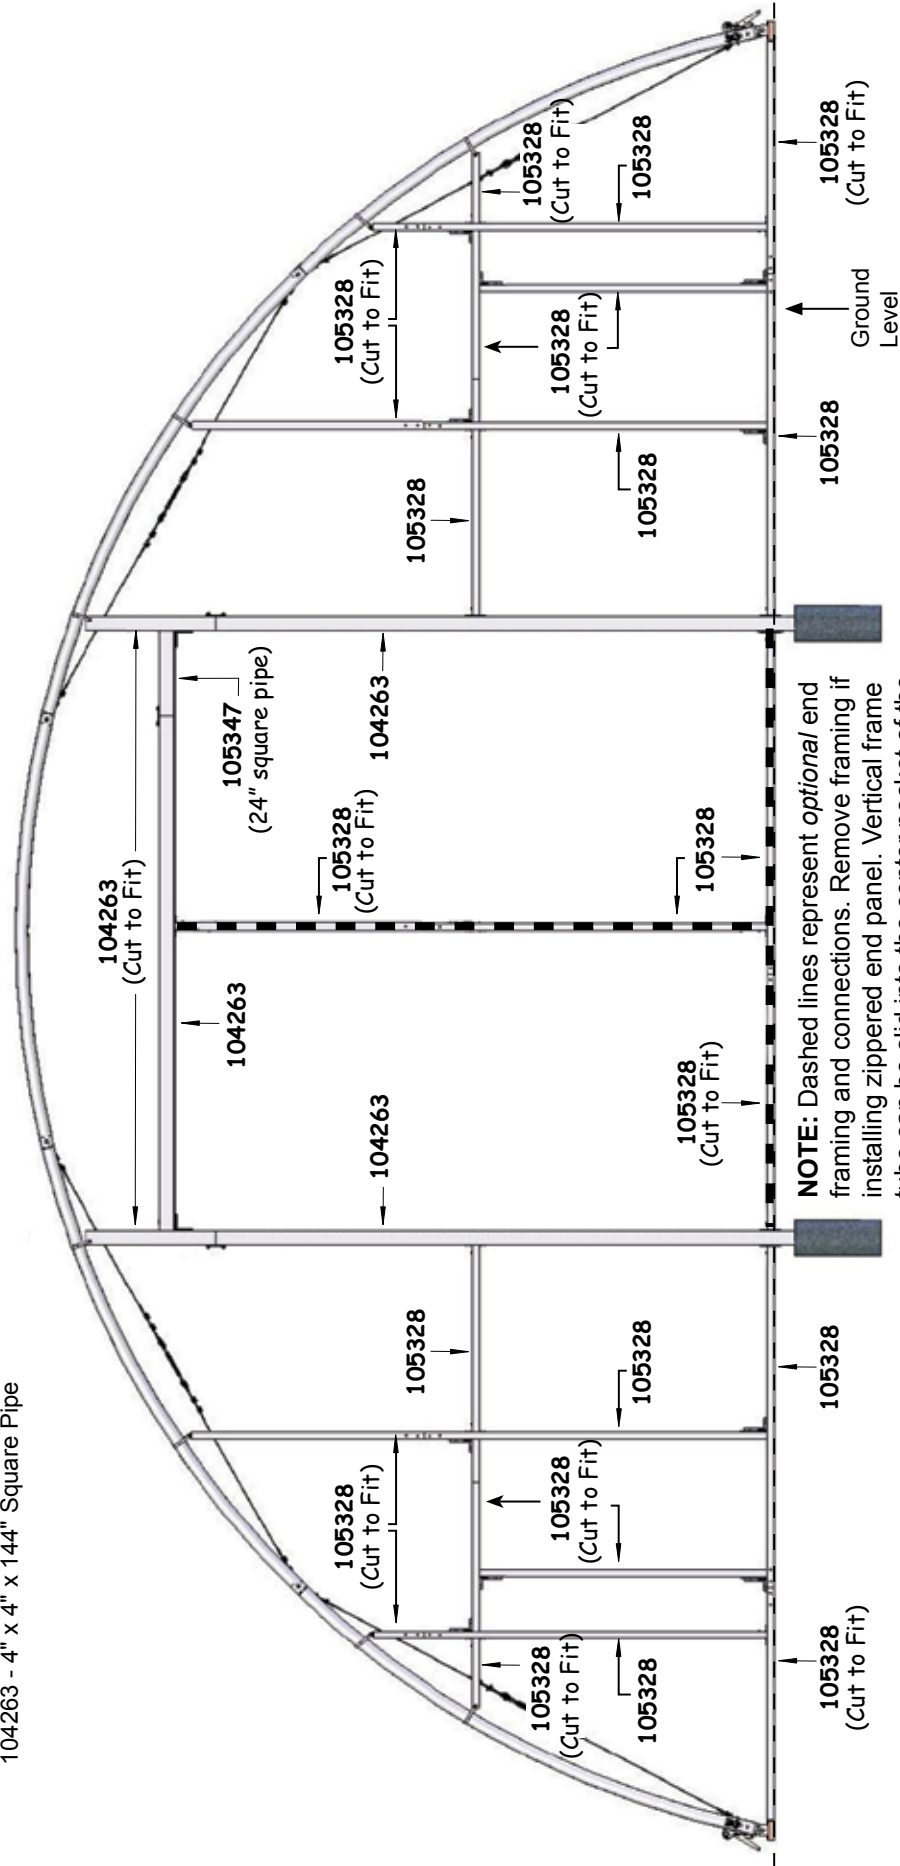 104263 - 4" x 4" x 144" Square Pipe
104263
(Cut to Fit)
104263
105347
(24" square pipe)
105328
(Cut to Fit)
105328
(Cut to Fit)
105328
(Cut to Fit)
104263
104263
105328
105328
105328
(Cut to Fit)
105328
(Cut to Fit)
105328
(Cut to Fit)
105328
(Cut to Fit)
105328
105328
105328
105328
105328
(Cut to Fit)
105328
105328
(Cut to Fit)
105328
NOTE: Dashed lines represent optional end
framing and connections. Remove framing if
installing zippered end panel. Vertical frame
105328
Ground
Level
105328
(Cut to Fit)